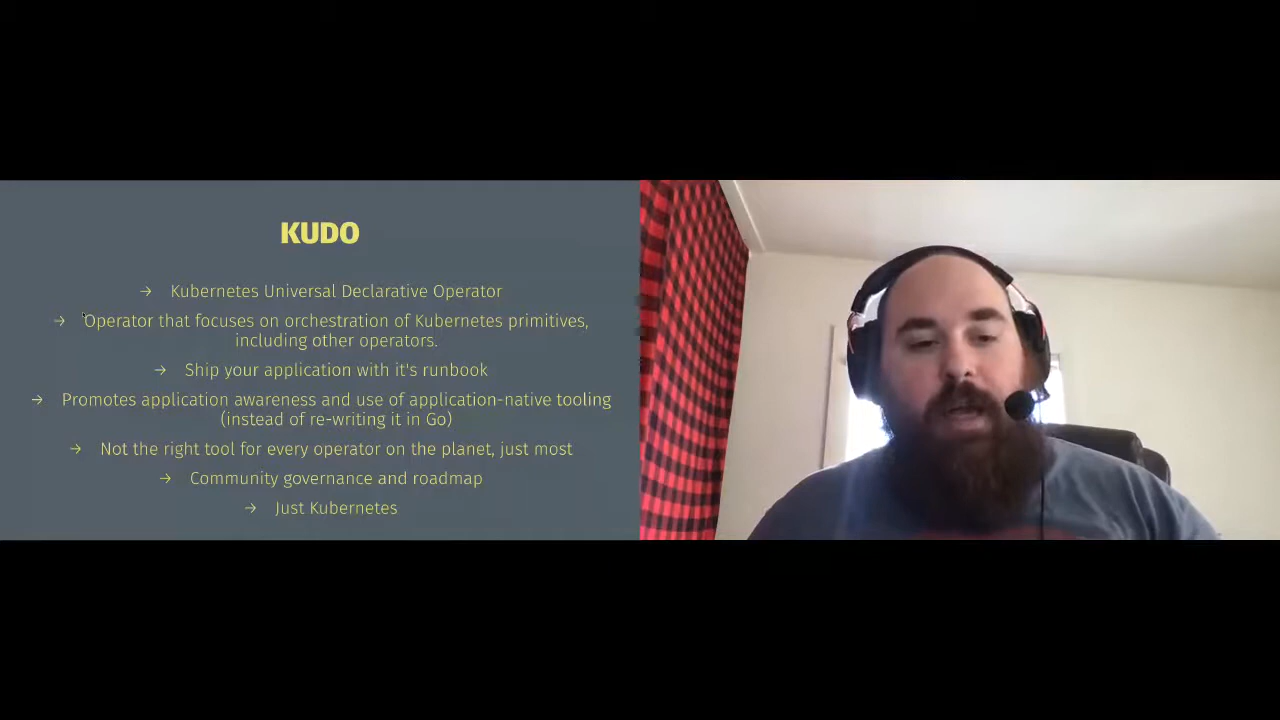 KUDO
→ Kubernetes Universal Declarative Operator
→ Operator that focuses on orchestration of Kubernetes primitives,
including other operators.
→ Ship your application with it's runbook
→ Promotes application awareness and use of application-native tooling
(instead of re-writing it in Go)
→ Not the right tool for every operator on the planet, just most
→ Community governance and roadmap
→ Just Kubernetes